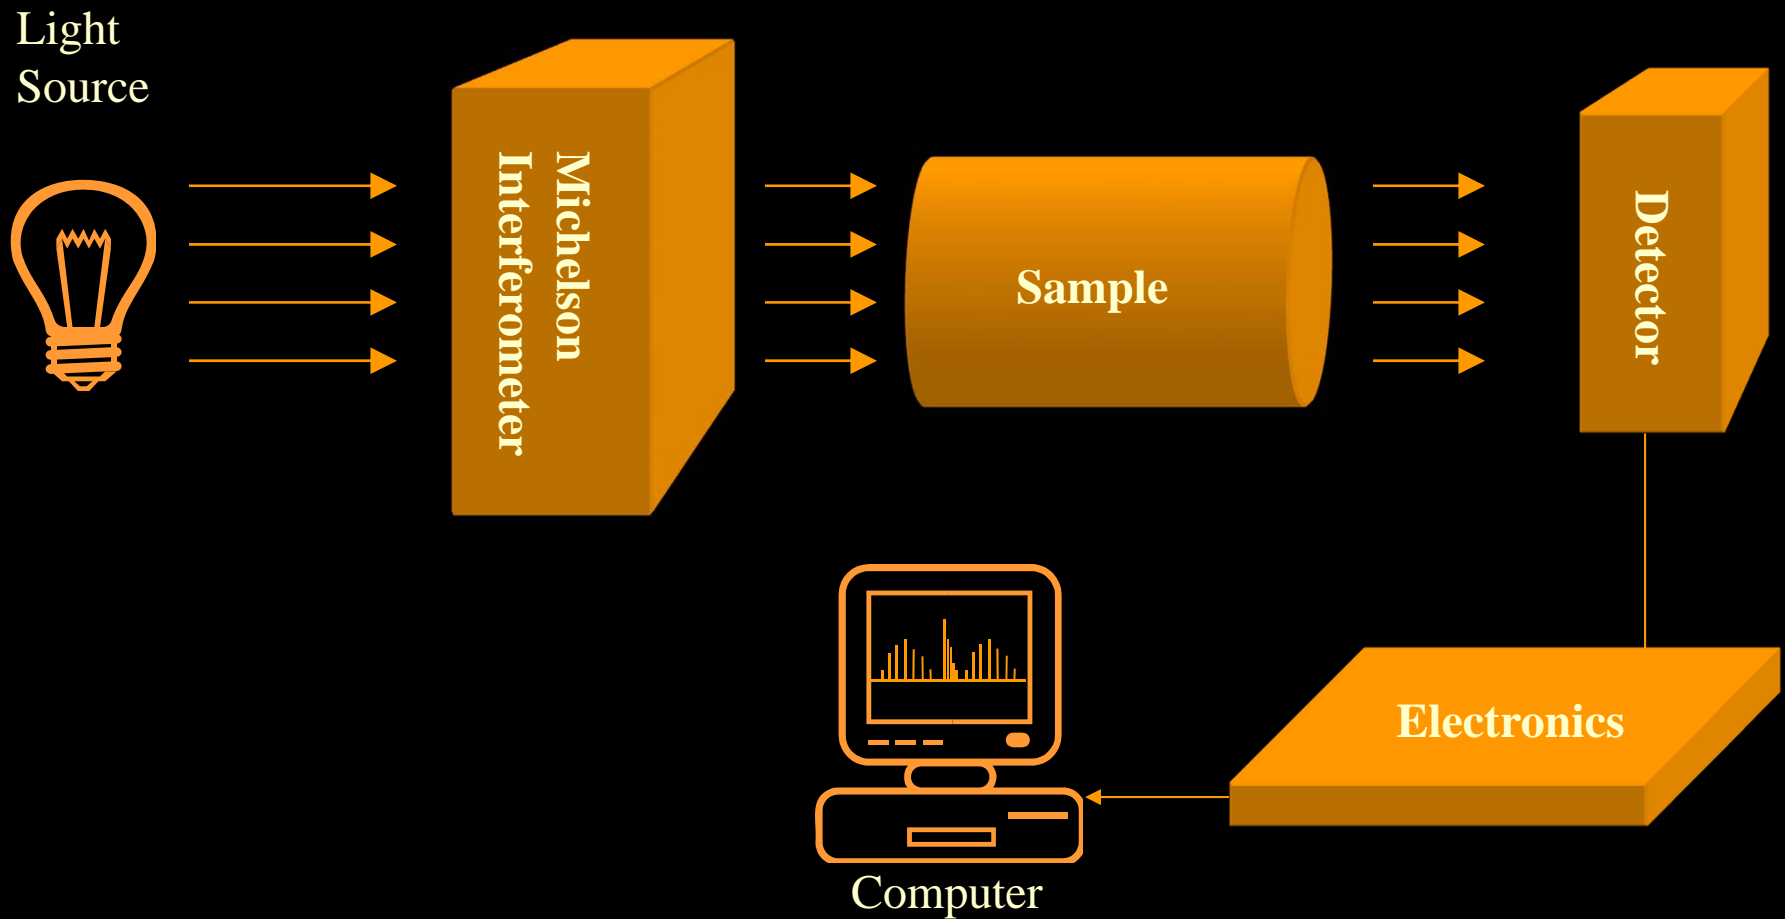 Light
Source
Michelson
Interferometer
Sample
Detector
Electronics
Computer